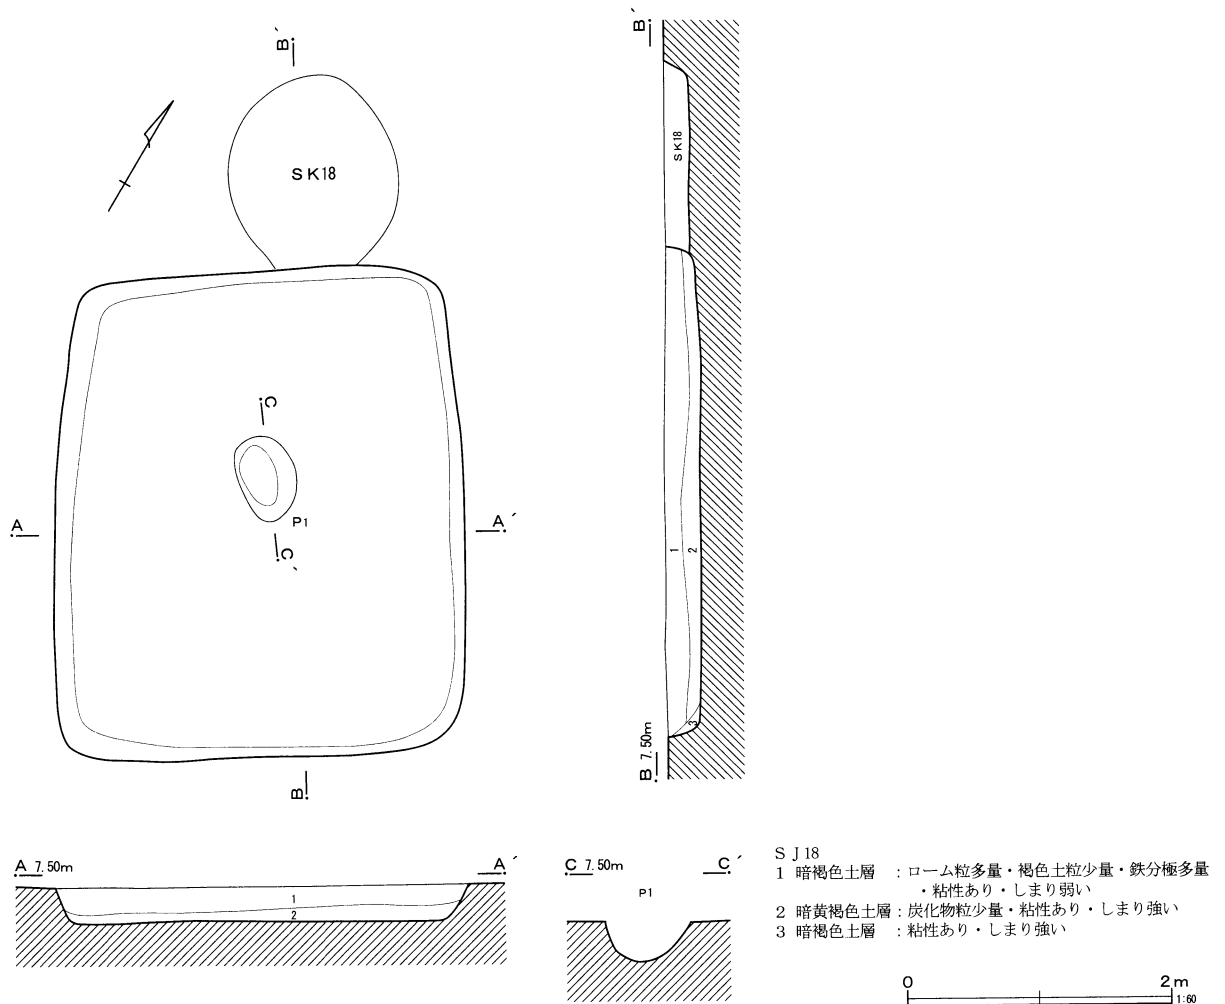 B´
B´
SK18
SK18
C
P1
A
A´
C´
1
2
3
B
B 7.50m
A 7.50m
A´
1
2
C 7.50m
C´
P1
SJ18
1 暗褐色土層 : ローム粒多量・褐色土粒少量・鉄分極多量
・粘性あり・しまり弱い
2 暗黄褐色土層 : 炭化物粒少量・粘性あり・しまり強い
3 暗褐色土層 : 粘性あり・しまり強い
0 2m
1:60